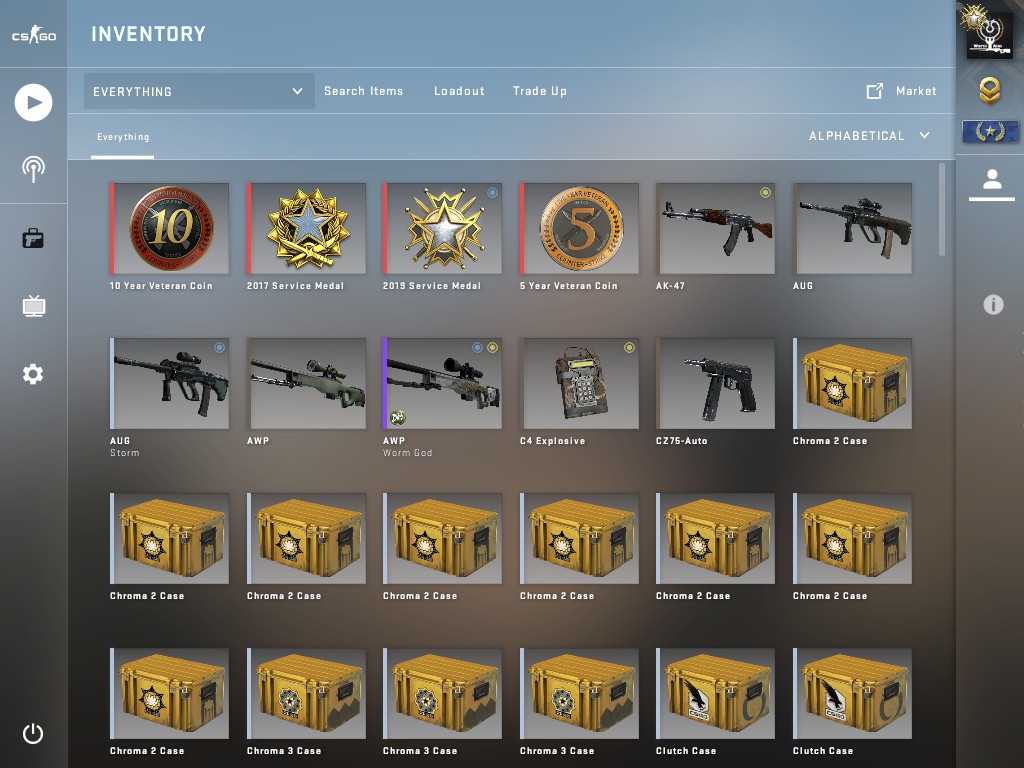 CS GO
INVENTORY
EVERYTHING
Search Items
Loadout
Trade Up
Market
Everything
ALPHABETICAL
10
5
10 Year Veteran Coin
2017 Service Medal
2019 Service Medal
5 Year Veteran Coin
AK-47
AUG
AUG
Storm
AWP
AWP
Worm God
C4 Explosive
CZ75-Auto
Chroma 2 Case
Chroma 2 Case
Chroma 2 Case
Chroma 2 Case
Chroma 2 Case
Chroma 2 Case
Chroma 2 Case
Chroma 2 Case
Chroma 3 Case
Chroma 3 Case
Chroma 3 Case
Clutch Case
Clutch Case